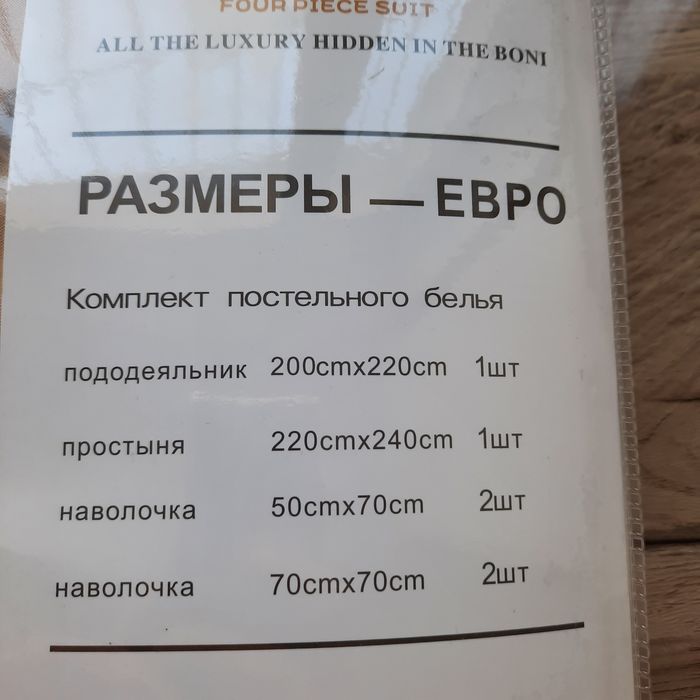 FOUR PIECE SUIT
ALL THE LUXURY HIDDEN IN THE BONI
РАЗМЕРЫ — ЕВРО
Комплект постельного белья
пододеяльник 200cmx220cm 1шт
простыня 220cmx240cm 1шт
наволочка 50cmx70cm 2шт
наволочка 70cmx70cm 2шт